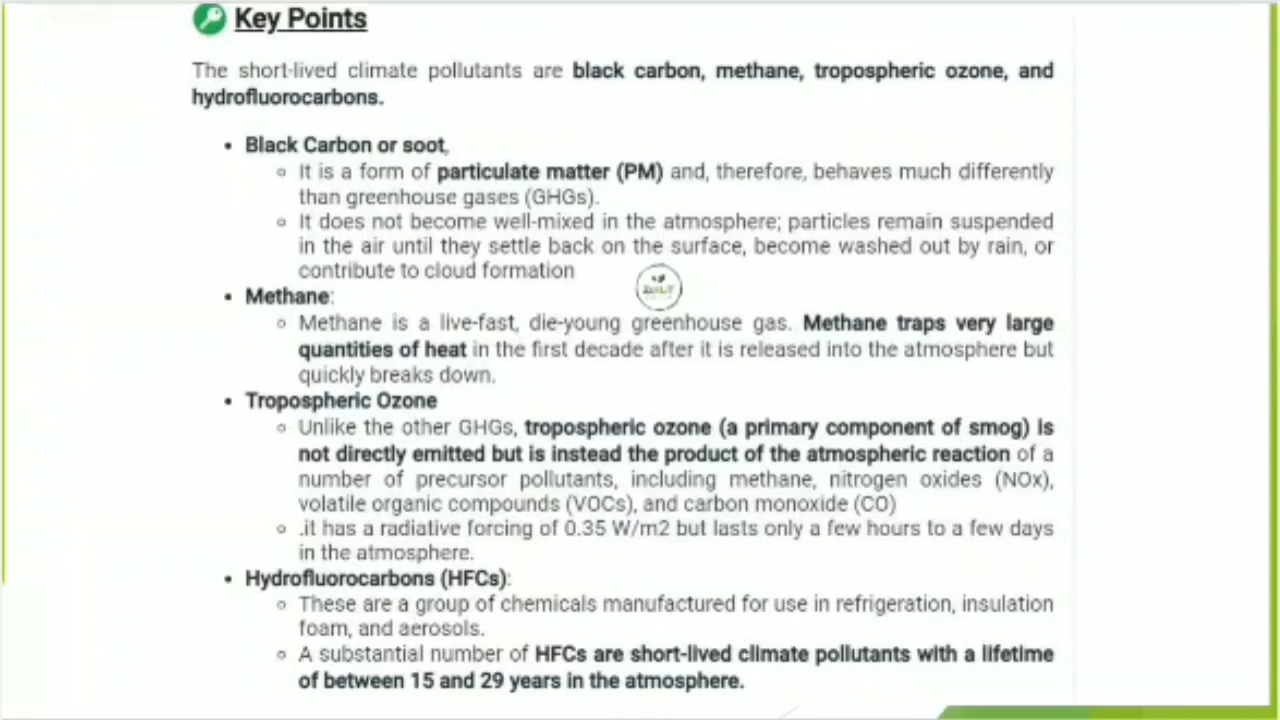 Key Points
The short-lived climate pollutants are black carbon, methane, tropospheric ozone, and
hydrofluorocarbons.
• Black Carbon or soot,
◦ It is a form of particulate matter (PM) and, therefore, behaves much differently
than greenhouse gases (GHGs).
◦ It does not become well-mixed in the atmosphere; particles remain suspended
in the air until they settle back on the surface, become washed out by rain, or
contribute to cloud formation
• Methane:
◦ Methane is a live-fast, die-young greenhouse gas. Methane traps very large
quantities of heat in the first decade after it is released into the atmosphere but
quickly breaks down.
• Tropospheric Ozone
◦ Unlike the other GHGs, tropospheric ozone (a primary component of smog) is
not directly emitted but is instead the product of the atmospheric reaction of a
number of precursor pollutants, including methane, nitrogen oxides (NOx),
volatile organic compounds (VOCs), and carbon monoxide (CO)
◦ .it has a radiative forcing of 0.35 W/m2 but lasts only a few hours to a few days
in the atmosphere.
• Hydrofluorocarbons (HFCs):
◦ These are a group of chemicals manufactured for use in refrigeration, insulation
foam, and aerosols.
◦ A substantial number of HFCs are short-lived climate pollutants with a lifetime
of between 15 and 29 years in the atmosphere.